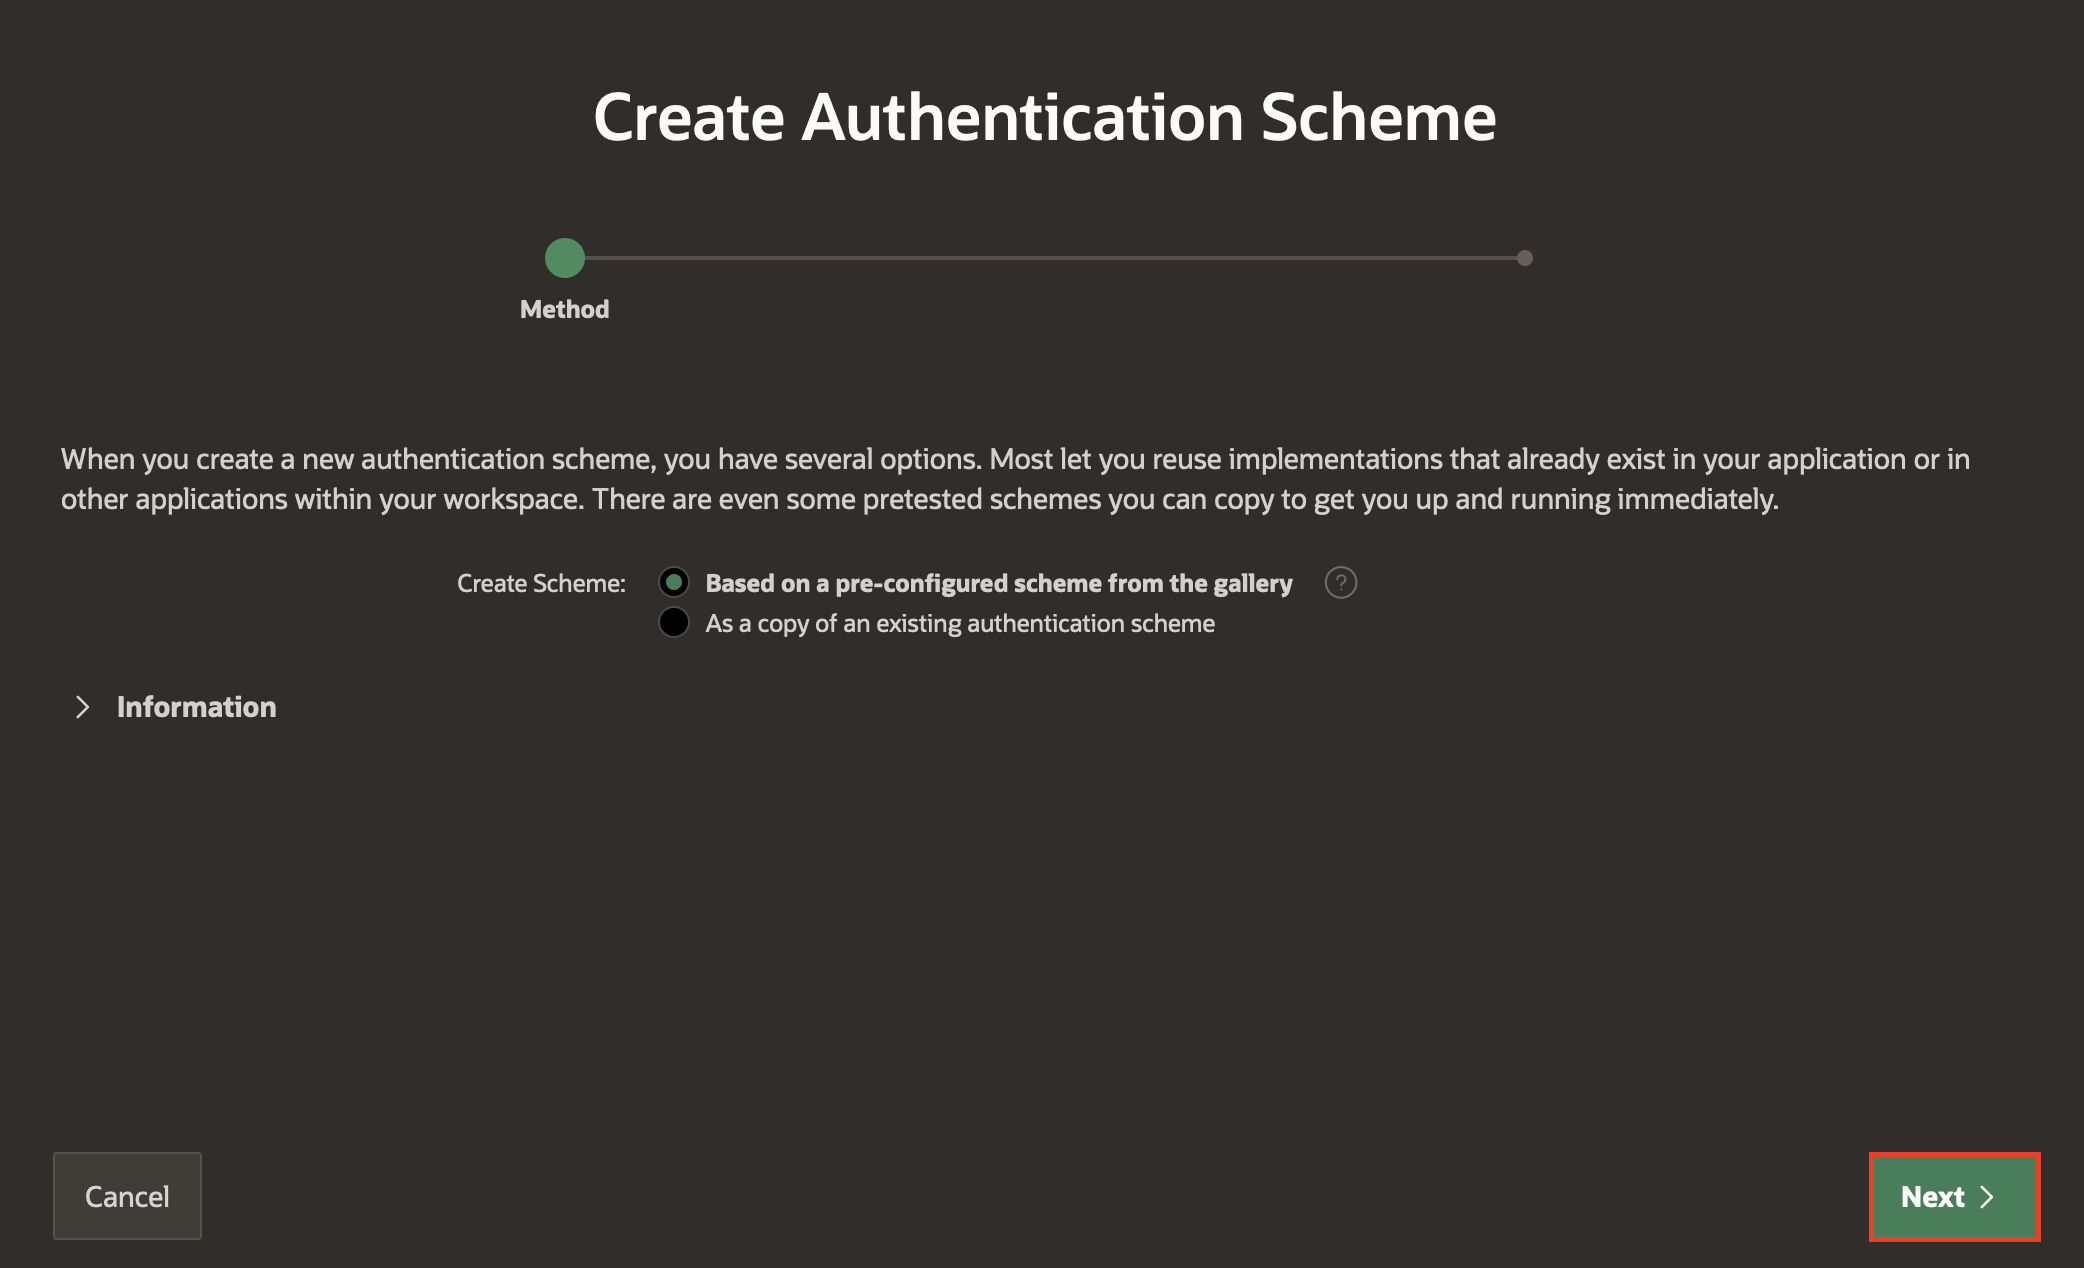 Create Authentication Scheme
Method
When you create a new authentication scheme, you have several options. Most let you reuse implementations that already exist in your application or in
other applications within your workspace. There are even some pretested schemes you can copy to get you up and running immediately.
Create Scheme: Based on a pre-configured scheme from the gallery ?
As a copy of an existing authentication scheme
Information
Cancel Next